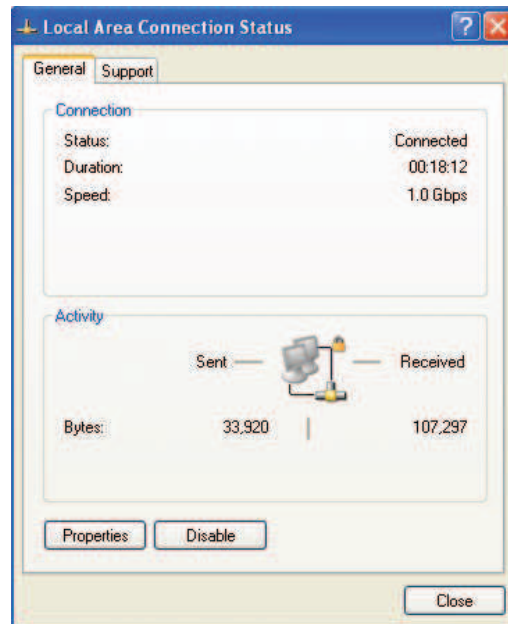 Local Area Connection Status
General Support
Connection
Status: Connected
Duration: 00:18:12
Speed: 1.0 Gbps
Activity
Sent Received
Bytes: 33,920 107,297
Properties Disable
Close